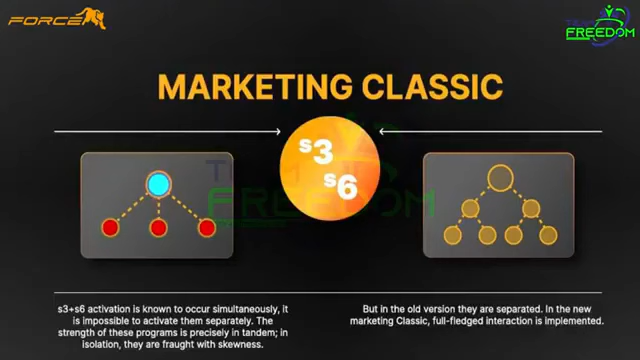 FORCE
TEAM
FREEDOM
MARKETING CLASSIC
s3
s6
TEAM
FREEDOM
s3+s6 activation is known to occur simultaneously, it
is impossible to activate them separately. The
strength of these programs is precisely in tandem; in
isolation, they are fraught with skewness.
But in the old version they are separated. In the new
marketing Classic, full-fledged interaction is implemented.